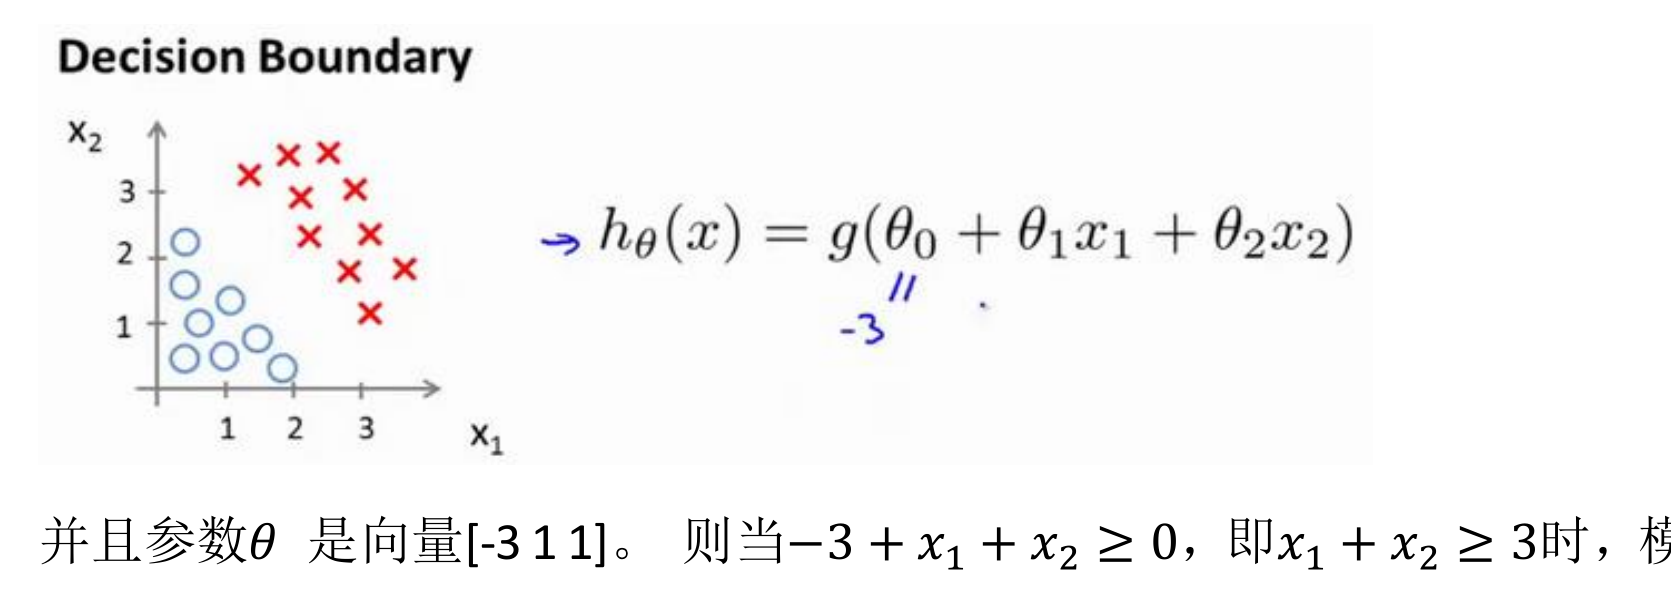 Decision Boundary
x₂
3
2
1
1 2 3
x₁
h_θ(x) = g(θ₀ + θ₁x₁ + θ₂x₂)
-3
并且参数θ 是向量[-3 1 1]。 则当−3 + x₁ + x₂ ≥ 0，即x₁ + x₂ ≥ 3时，